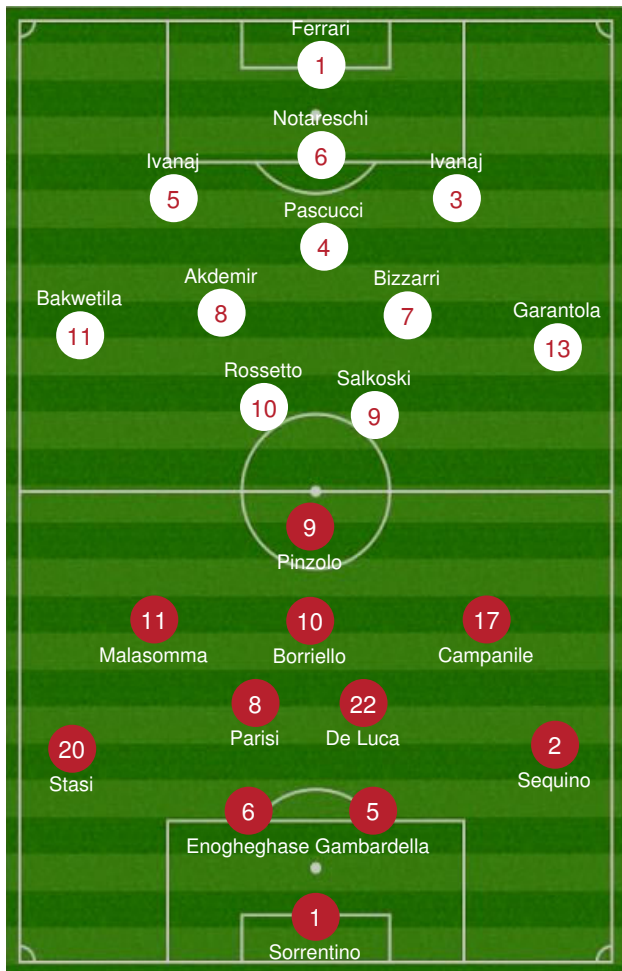 Ferrari
1
Notareschi
6
Ivanaj
5
Ivanaj
3
Pascucci
4
Akdemir
8
Bizzarri
7
Bakwetila
11
Garantola
13
Rossetto
10
Salkoski
9
9
Pinzolo
11
Malasomma
10
Borriello
17
Campanile
8
Parisi
22
De Luca
20
Stasi
2
Sequino
6
Enogheghase
5
Gambardella
1
Sorrentino